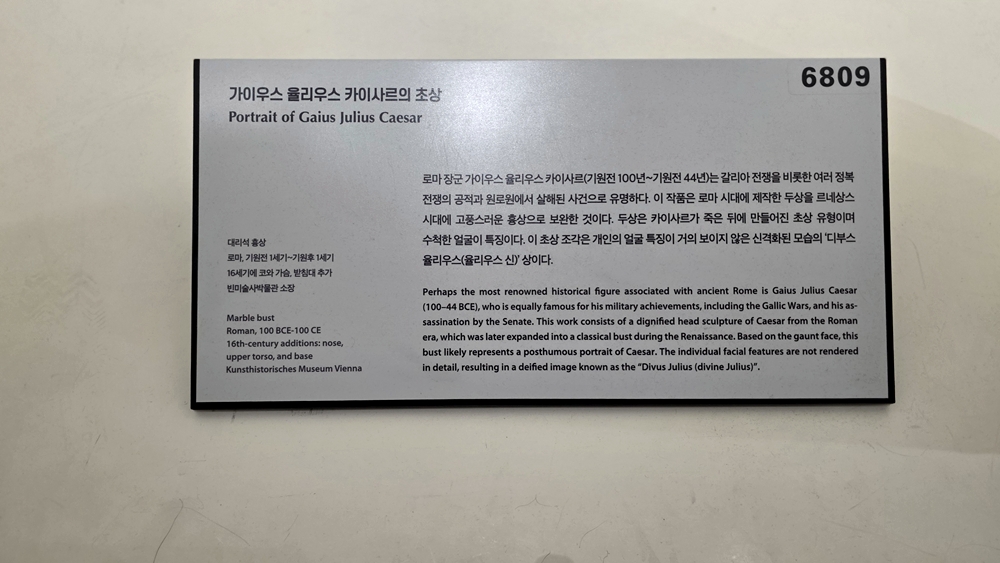 6809
가이우스 율리우스 카이사르의 초상
Portrait of Gaius Julius Caesar
로마 장군 가이우스 율리우스 카이사르(기원전 100년~기원전 44년)는 갈리아 전쟁을 비롯한 여러 정복
전쟁의 공적과 원로원에서 살해된 사건으로 유명하다. 이 작품은 로마 시대에 제작한 두상을 르네상스
시대에 고풍스러운 흉상으로 보완한 것이다. 두상은 카이사르가 죽은 뒤에 만들어진 초상 유형이며
수척한 얼굴이 특징이다. 이 초상 조각은 개인의 얼굴 특징이 거의 보이지 않은 신격화된 모습의 '디부스
율리우스(율리우스 신)' 상이다.
대리석 흉상
로마, 기원전 1세기~기원후 1세기
16세기에 코와 가슴, 받침대 추가
빈미술사박물관 소장
Perhaps the most renowned historical figure associated with ancient Rome is Gaius Julius Caesar
(100–44 BCE), who is equally famous for his military achievements, including the Gallic Wars, and his as-
sassination by the Senate. This work consists of a dignified head sculpture of Caesar from the Roman
era, which was later expanded into a classical bust during the Renaissance. Based on the gaunt face, this
bust likely represents a posthumous portrait of Caesar. The individual facial features are not rendered
in detail, resulting in a deified image known as the “Divus Julius (divine Julius)”.
Marble bust
Roman, 100 BCE-100 CE
16th-century additions: nose,
upper torso, and base
Kunsthistorisches Museum Vienna